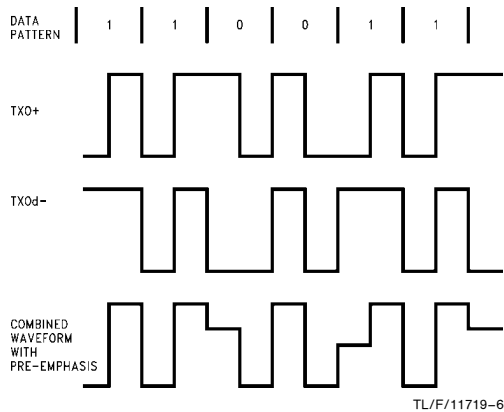 DATA
PATTERN
1 1 0 0 1 1
TXO+
TXOd-
COMBINED
WAVEFORM
WITH
PRE-EMPHASIS
TL/F/11719-6